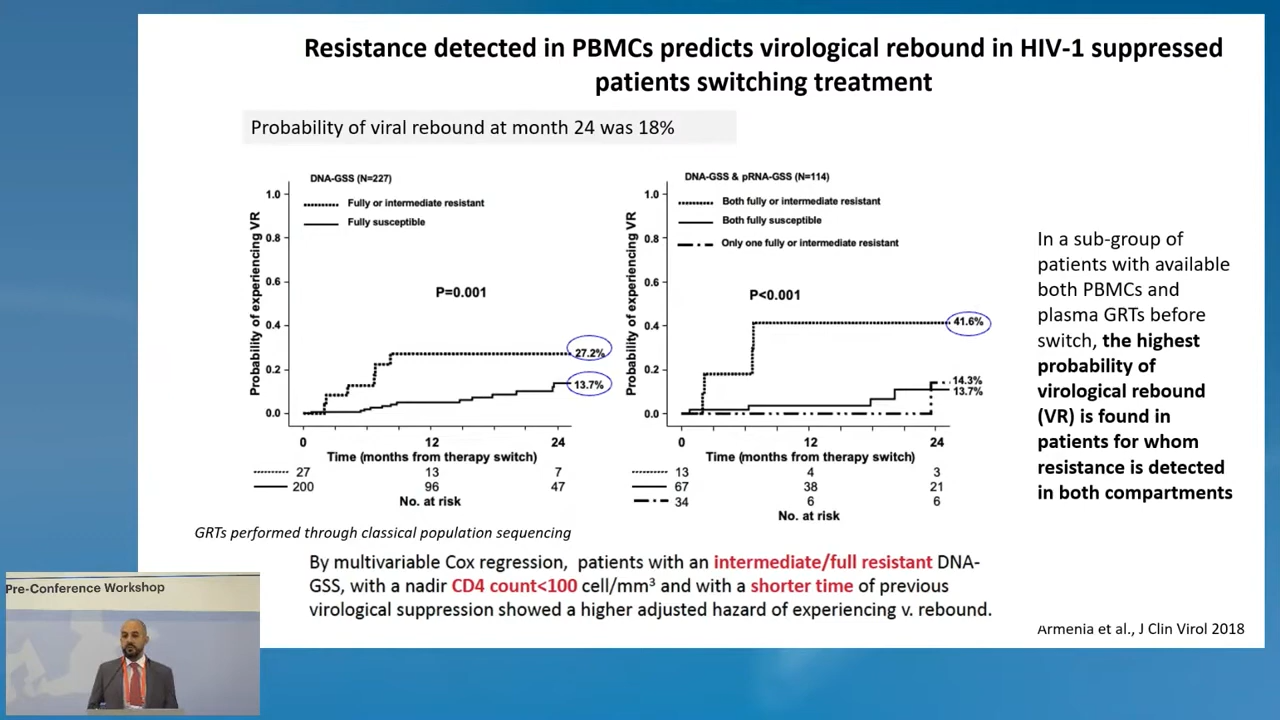 Resistance detected in PBMCs predicts virological rebound in HIV-1 suppressed
patients switching treatment
Probability of viral rebound at month 24 was 18%
DNA-GSS (N=227)
Fully or intermediate resistant
Fully susceptible
Probability of experiencing VR
1.0
0.8
0.6
0.4
0.2
0.0
P=0.001
27.2%
13.7%
0 12 24
Time (months from therapy switch)
27 13 7
200 96 47
No. at risk
DNA-GSS & pRNA-GSS (N=114)
Both fully or intermediate resistant
Both fully susceptible
Only one fully or intermediate resistant
Probability of experiencing VR
1.0
0.8
0.6
0.4
0.2
0.0
P<0.001
41.6%
14.3%
13.7%
0 12 24
Time (months from therapy switch)
13 4 3
67 38 21
34 6 6
No. at risk
In a sub-group of
patients with available
both PBMCs and
plasma GRTs before
switch, the highest
probability of
virological rebound
(VR) is found in
patients for whom
resistance is detected
in both compartments
GRTs performed through classical population sequencing
By multivariable Cox regression, patients with an intermediate/full resistant DNA-
GSS, with a nadir CD4 count<100 cell/mm³ and with a shorter time of previous
virological suppression showed a higher adjusted hazard of experiencing v. rebound.
Armenia et al., J Clin Virol 2018
Pre-Conference Workshop